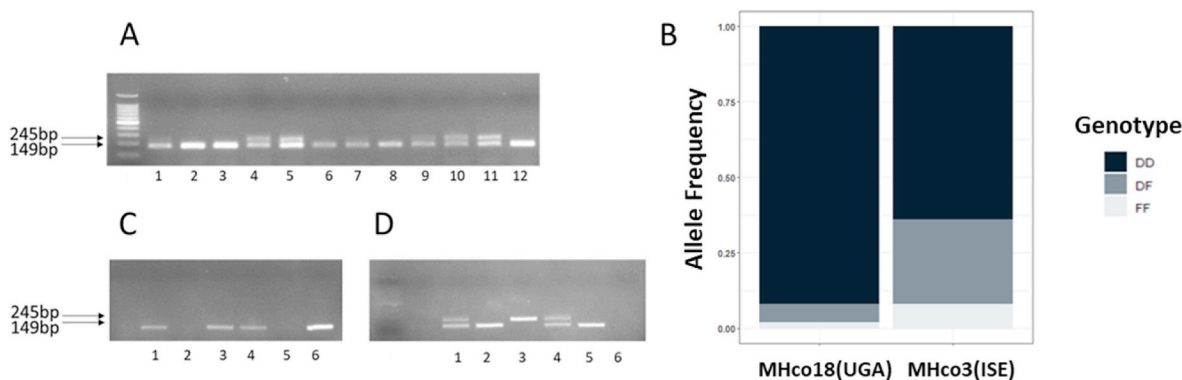 A
245bp
149bp
1 2 3 4 5 6 7 8 9 10 11 12
B
Allele Frequency
1.00
0.75
0.50
0.25
0.00
MHco18(UGA) MHco3(ISE)
Genotype
DD
DF
FF
C
245bp
149bp
1 2 3 4 5 6
D
1 2 3 4 5 6